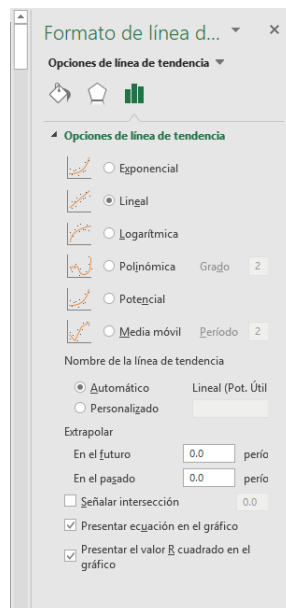 Formato de línea d...
Opciones de línea de tendencia
Opciones de línea de tendencia
Exponencial
Lineal
Logarítmica
Polinómica Grado 2
Potencial
Media móvil Período 2
Nombre de la línea de tendencia
Automático Lineal (Pot. Útil
Personalizado
Extrapolar
En el futuro 0.0 perío
En el pasado 0.0 perío
Señalar intersección 0.0
Presentar ecuación en el gráfico
Presentar el valor R cuadrado en el
gráfico